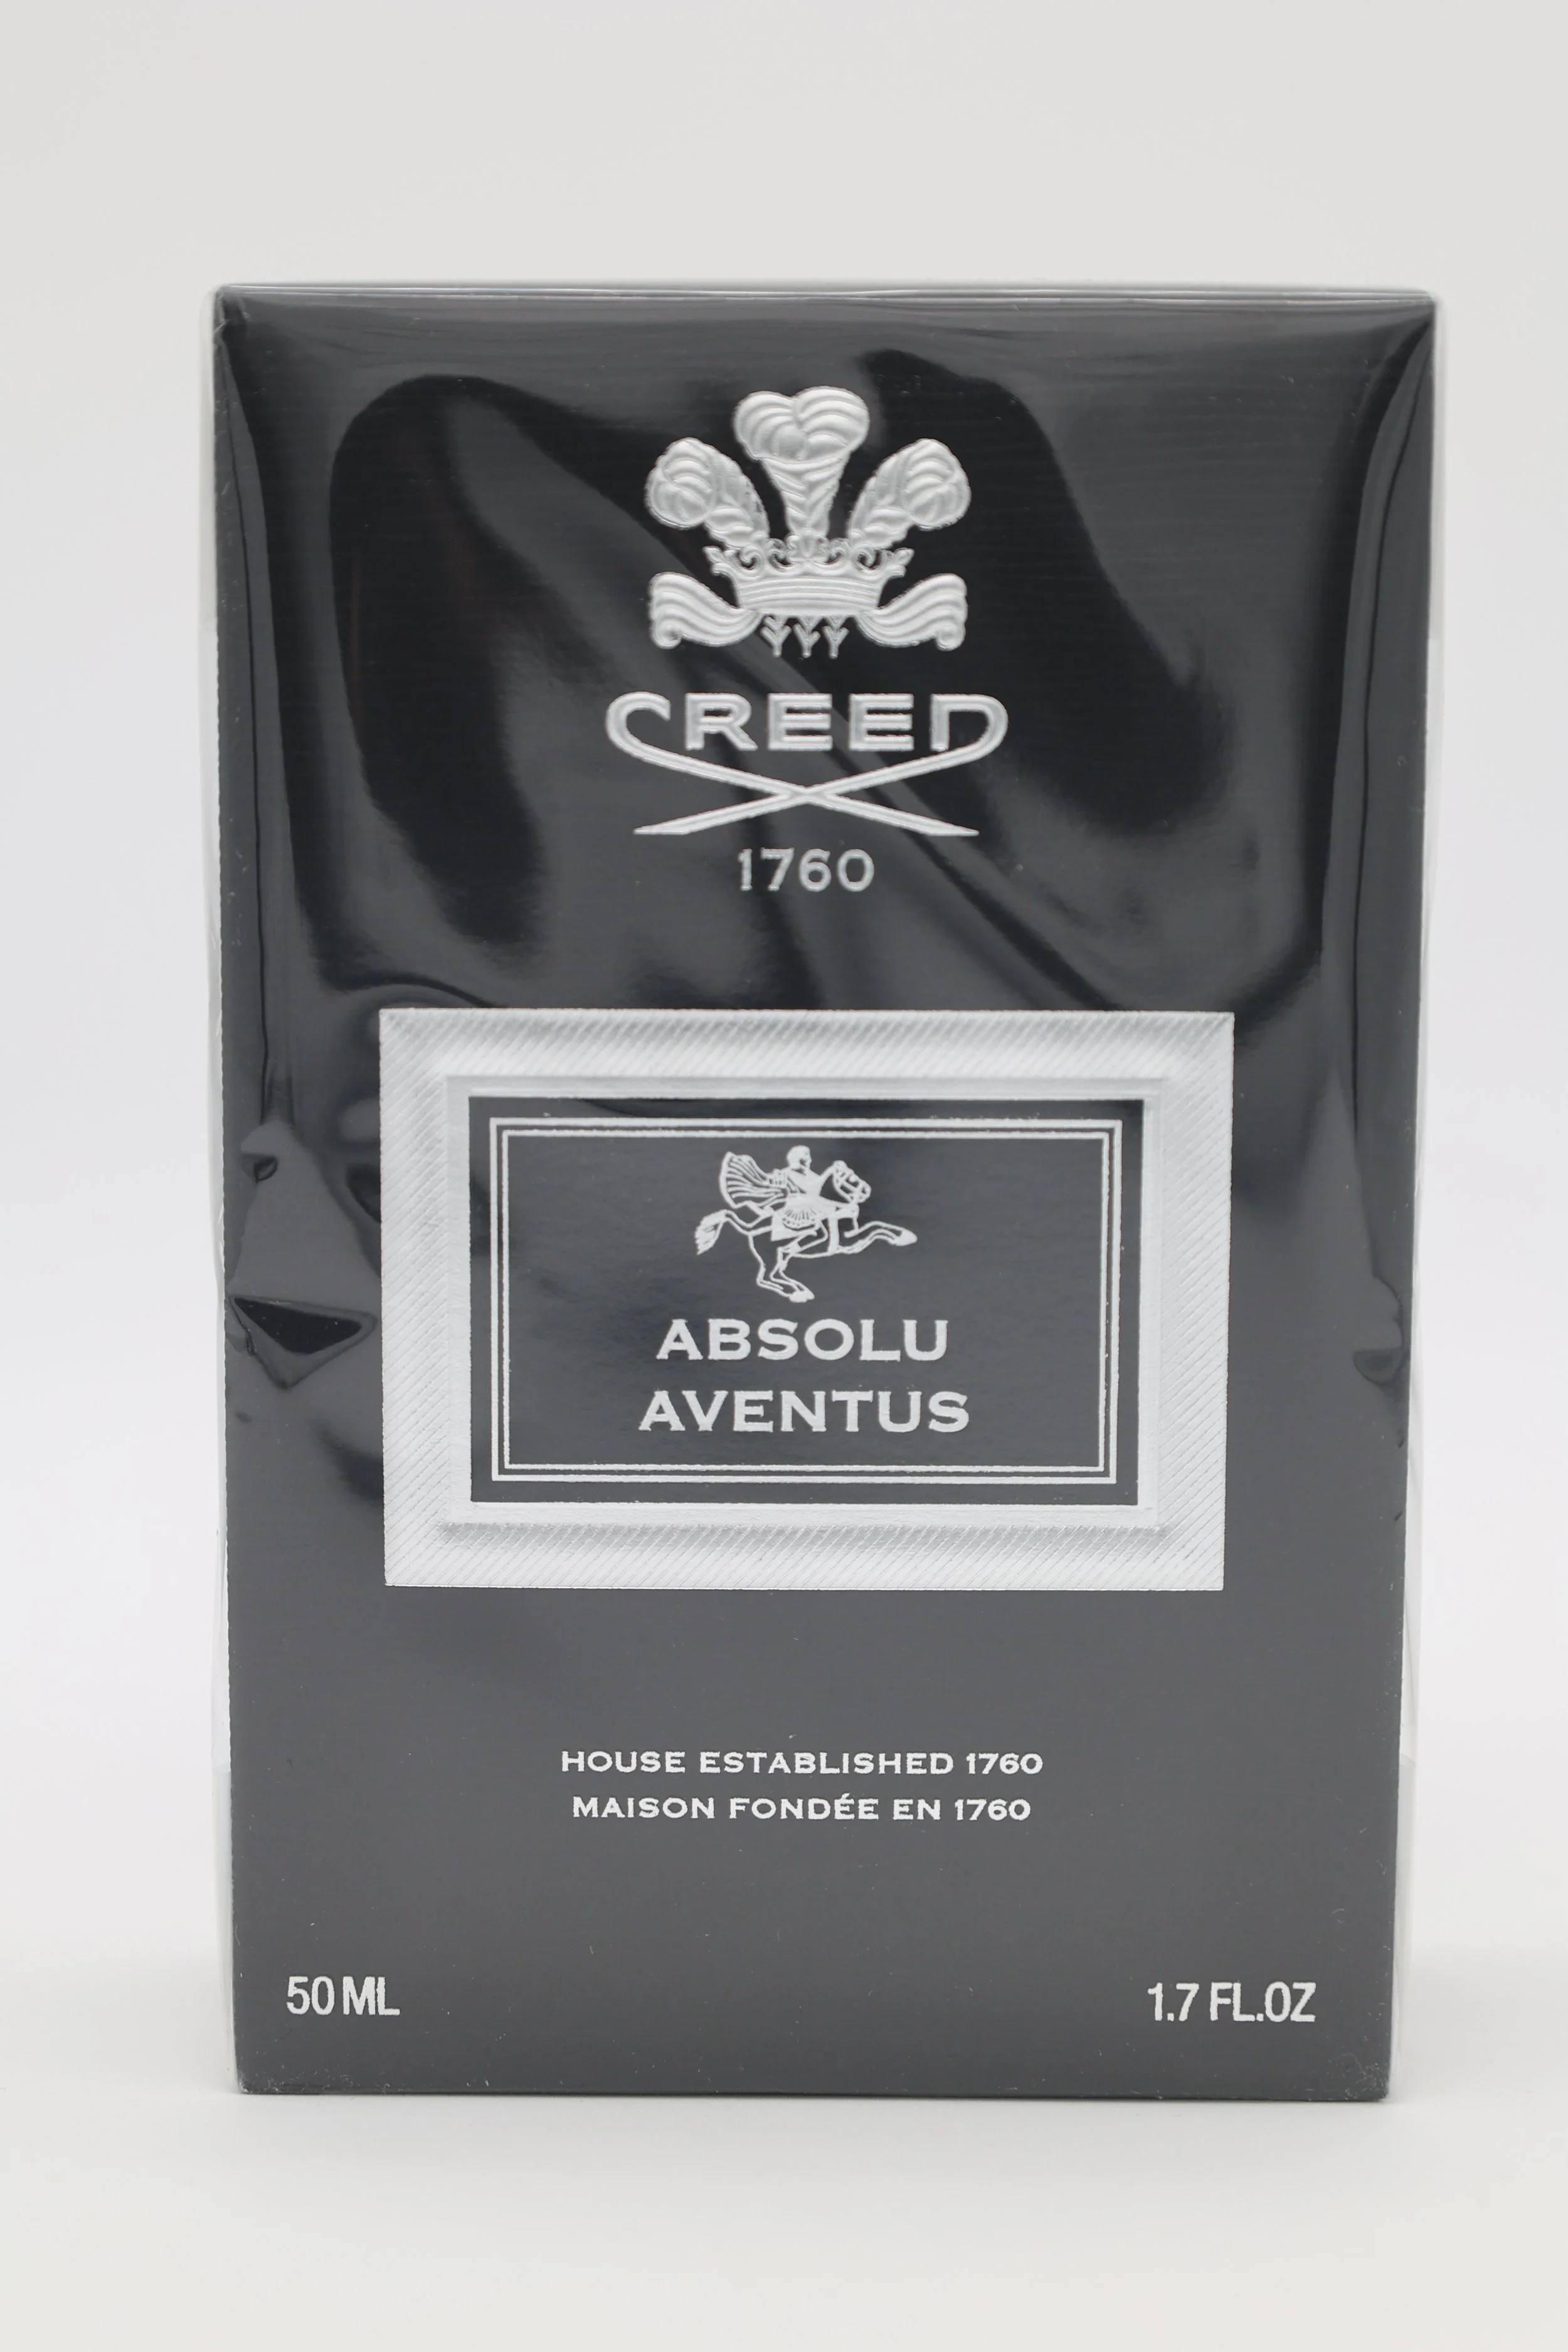 CREED
1760
ABSOLU
AVENTUS
HOUSE ESTABLISHED 1760
MAISON FONDÉE EN 1760
50 ML
1.7 FL.OZ